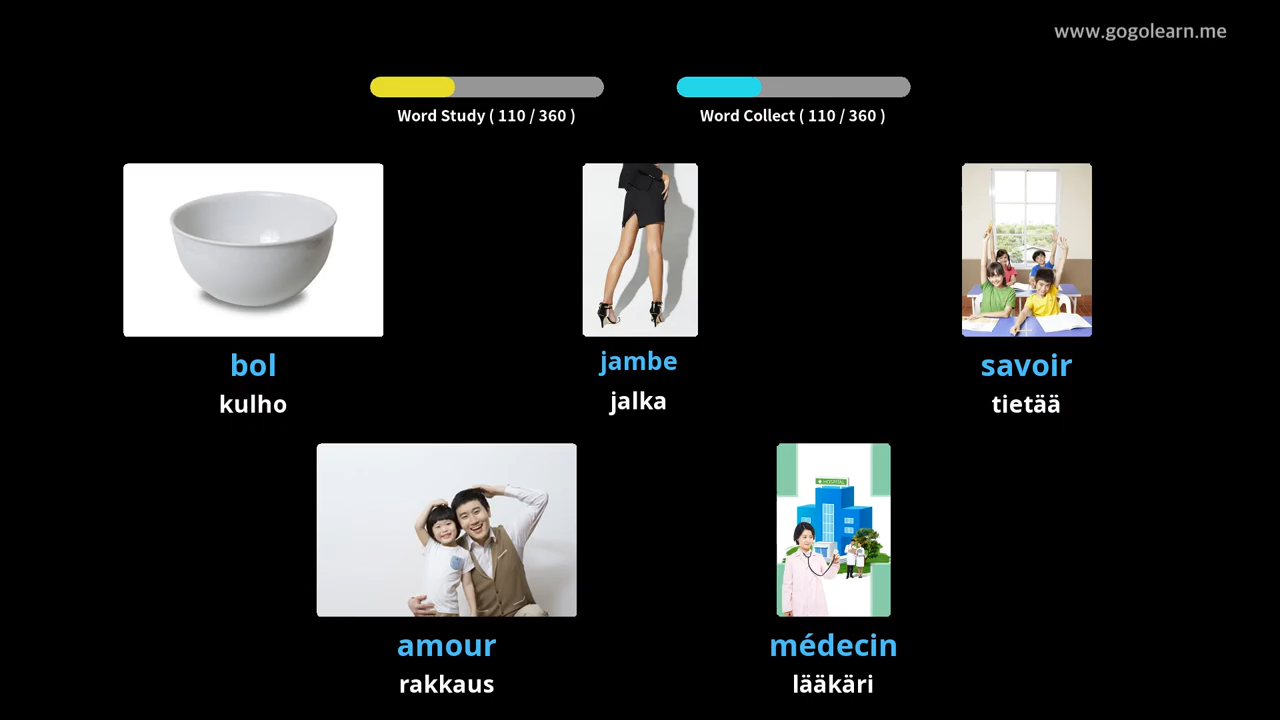 www.gogolearn.me
Word Study ( 110 / 360 )
Word Collect ( 110 / 360 )
bol
kulho
jambe
jalka
savoir
tietää
HOSPITAL
amour
rakkaus
médecin
lääkäri